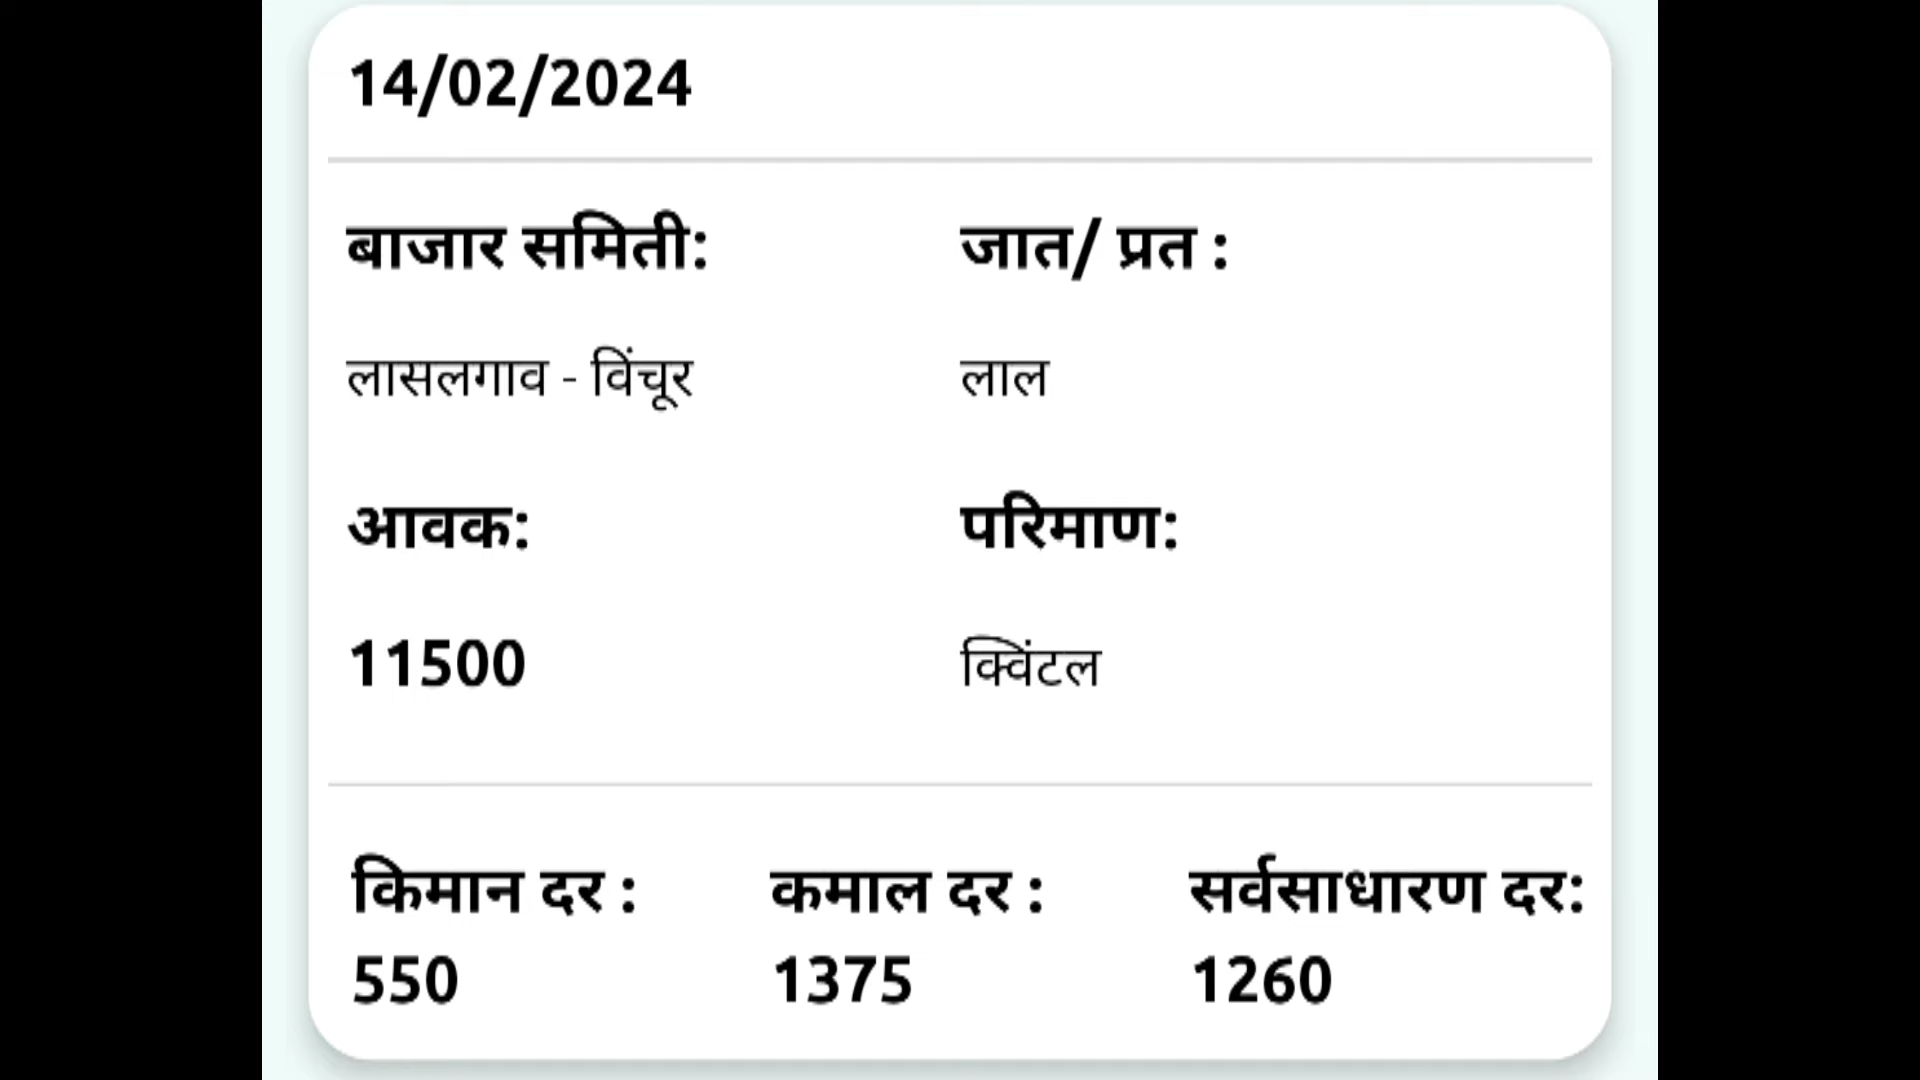 14/02/2024
बाजार समिती: जात/ प्रत :
लासलगाव - विंचूर लाल
आवक: परिमाण:
11500 क्विंटल
किमान दर : कमाल दर : सर्वसाधारण दर:
550 1375 1260